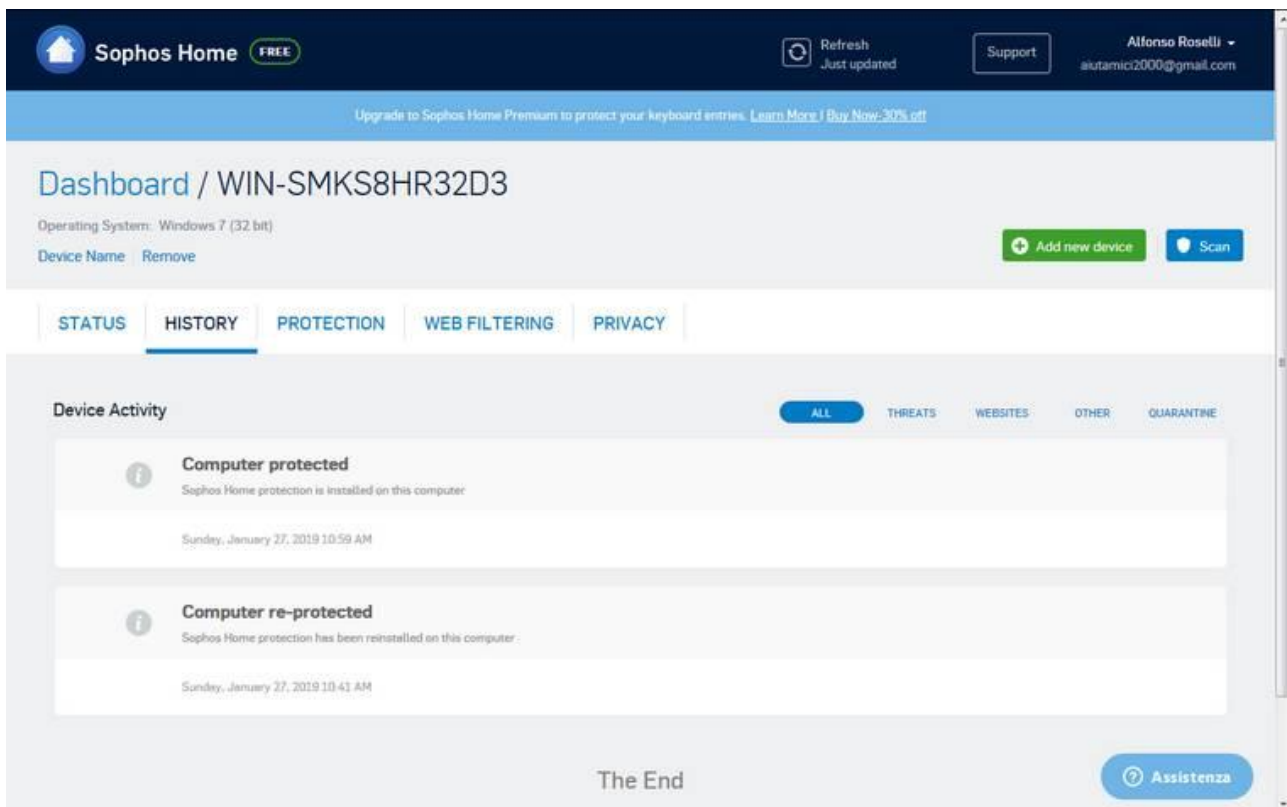 Sophos Home FREE
Refresh
Just updated
Support
Alfonso Roselli
aiutamici2000@gmail.com
Upgrade to Sophos Home Premium to protect your keyboard entries. Learn More | Buy Now-30% off
Dashboard / WIN-SMKS8HR32D3
Operating System: Windows 7 (32 bit)
Device Name Remove
Add new device
Scan
STATUS HISTORY PROTECTION WEB FILTERING PRIVACY
Device Activity
ALL THREATS WEBSITES OTHER QUARANTINE
Computer protected
Sophos Home protection is installed on this computer
Sunday, January 27, 2019 10:59 AM
Computer re-protected
Sophos Home protection has been reinstalled on this computer
Sunday, January 27, 2019 10:41 AM
The End
Assistenza